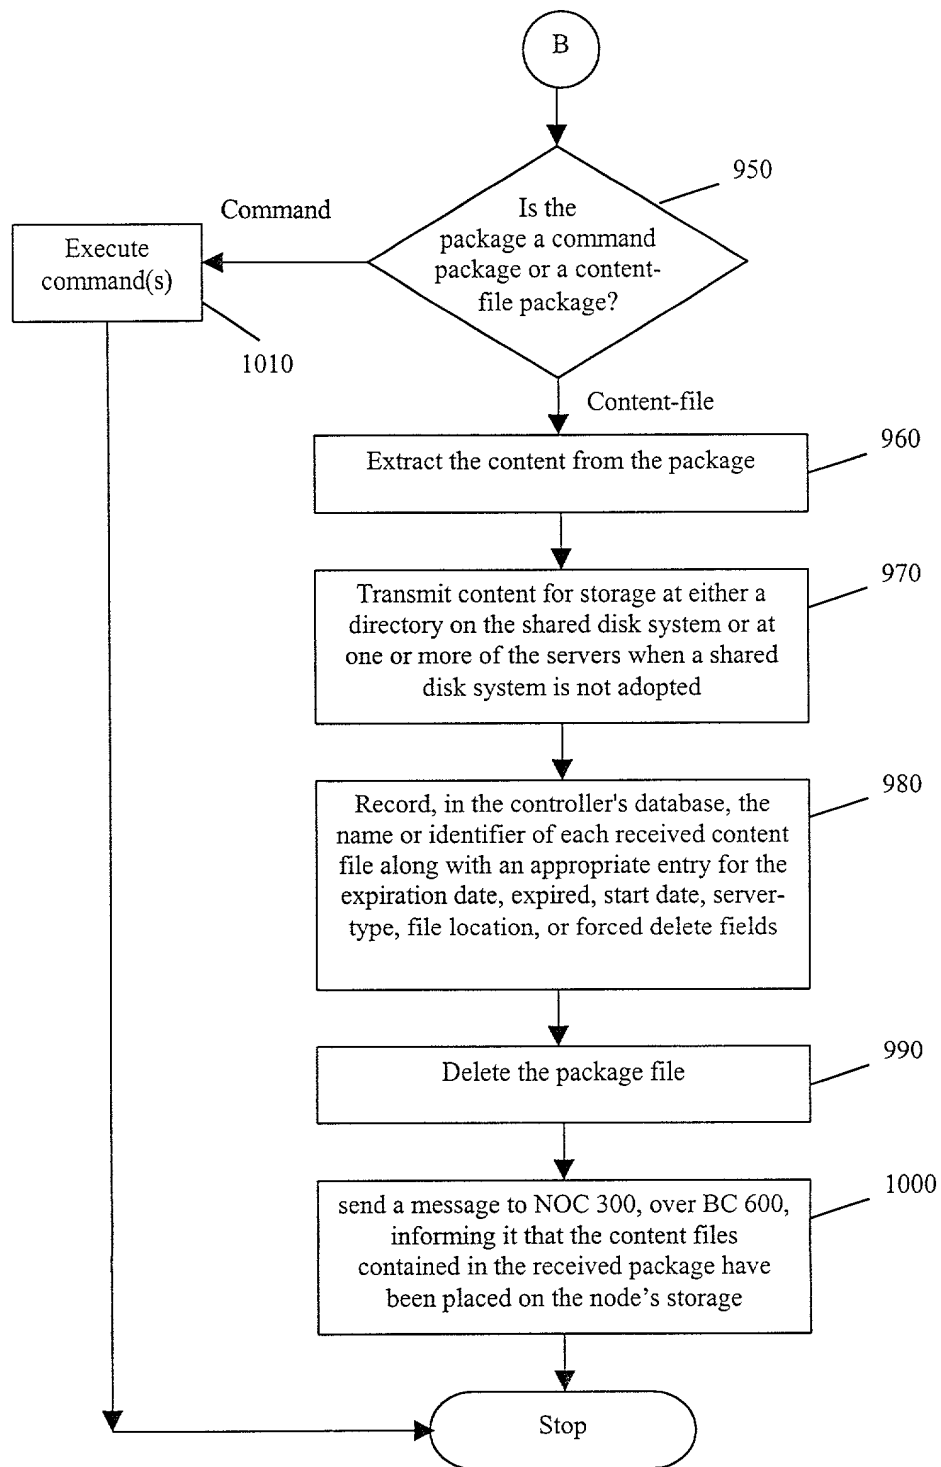 B
950
Is the
package a command
package or a content-
file package?
Command
Execute
command(s)
1010
Content-file
960
Extract the content from the package
970
Transmit content for storage at either a
directory on the shared disk system or at
one or more of the servers when a shared
disk system is not adopted
980
Record, in the controller's database, the
name or identifier of each received content
file along with an appropriate entry for the
expiration date, expired, start date, server-
type, file location, or forced delete fields
990
Delete the package file
1000
send a message to NOC 300, over BC 600,
informing it that the content files
contained in the received package have
been placed on the node's storage
Stop